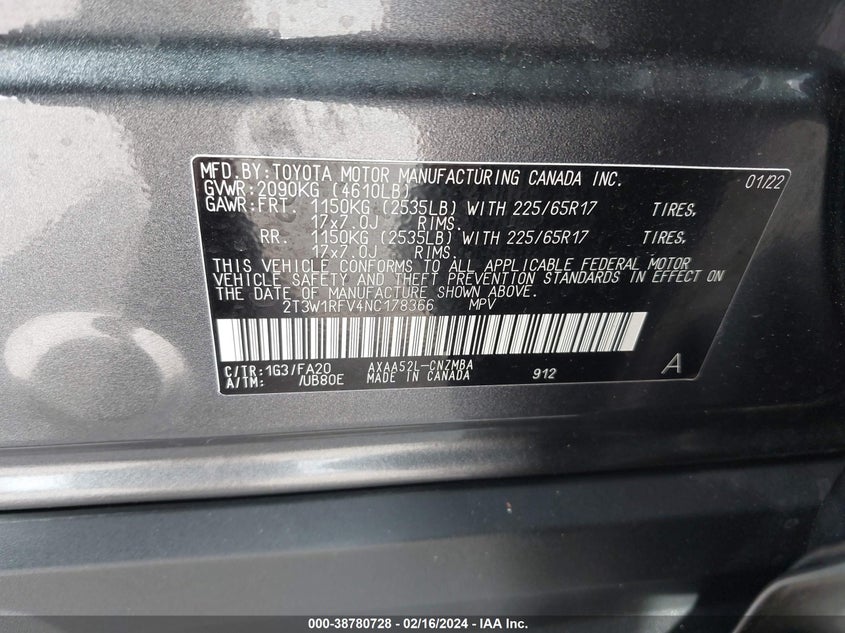 MFD.BY:TOYOTA MOTOR MANUFACTURING CANADA INC. 01/22
GVWR:2090KG (4610LB)
GAWR:FRT. 1150KG (2535LB) WITH 225/65R17 TIRES,
17x7.0J RIMS.
RR. 1150KG (2535LB) WITH 225/65R17 TIRES,
17x7.0J RIMS.
THIS VEHICLE CONFORMS TO ALL APPLICABLE FEDERAL MOTOR
VEHICLE SAFETY AND THEFT PREVENTION STANDARDS IN EFFECT ON
THE DATE OF MANUFACTURE SHOWN ABOVE.
2T3W1RFV4NC178366 MPV
C/TR:1G3/FA20 AXAA52L-CNZMBA
A/TM: /UB80E MADE IN CANADA 912 A
000-38780728 - 02/16/2024 - IAA Inc.